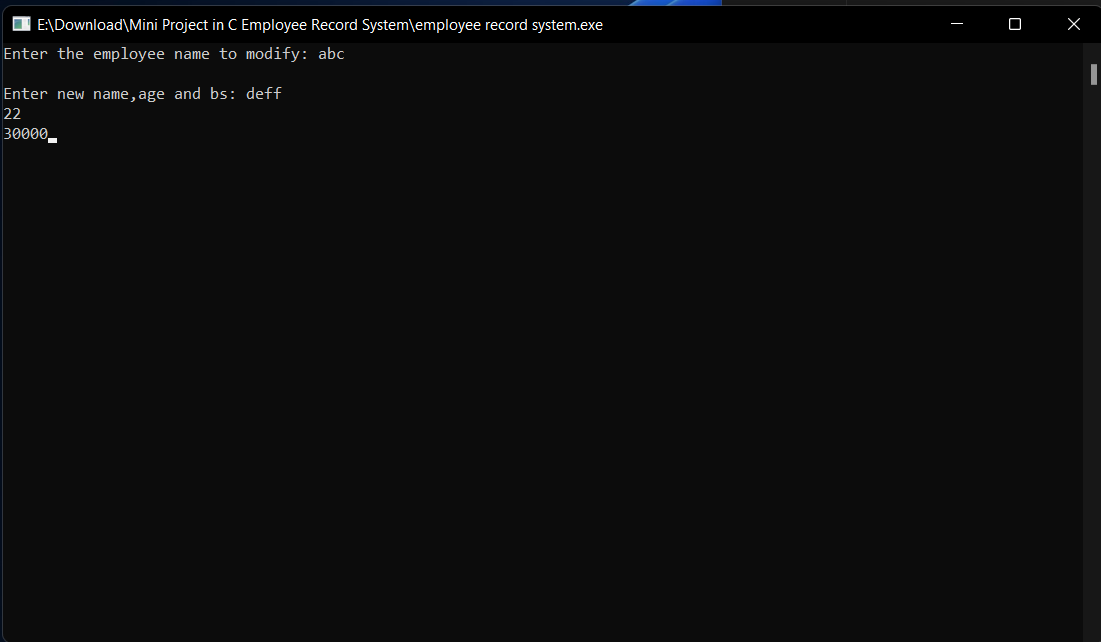 E:\Download\Mini Project in C Employee Record System\employee record system.exe
Enter the employee name to modify: abc
Enter new name,age and bs: deff
22
30000